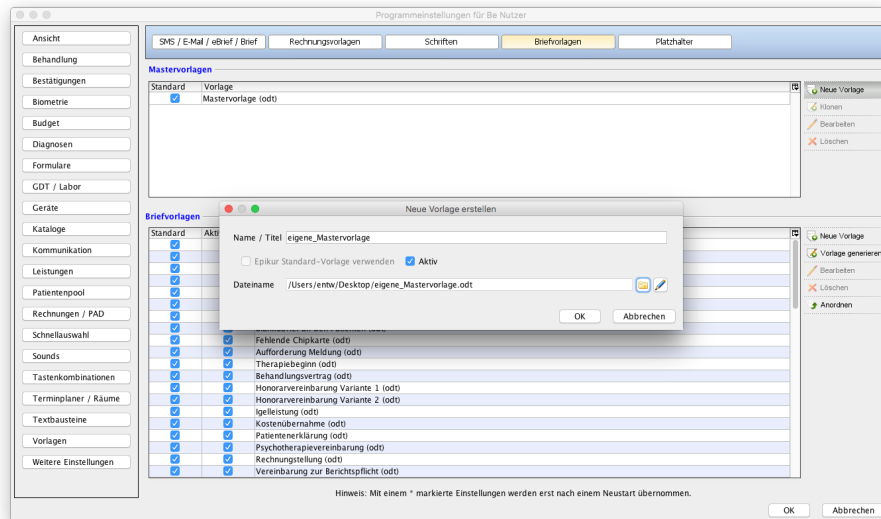 Programmeinstellungen für Be Nutzer
Ansicht
Behandlung
Bestätigungen
Biometrie
Budget
Diagnosen
Formulare
GDT / Labor
Geräte
Kataloge
Kommunikation
Leistungen
Patientenpool
Rechnungen / PAD
Schnellauswahl
Sounds
Tastenkombinationen
Terminplaner / Räume
Textbausteine
Vorlagen
Weitere Einstellungen
SMS / E-Mail / eBrief / Brief Rechnungsvorlagen Schriften Briefvorlagen Platzhalter
Mastervorlagen
Standard Vorlage
Mastervorlage (odt)
Neue Vorlage
Klonen
Bearbeiten
Löschen
Neue Vorlage erstellen
Name / Titel eigene_Mastervorlage
Epikur Standard-Vorlage verwenden Aktiv
Dateiname /Users/entw/Desktop/eigene_Mastervorlage.odt
OK Abbrechen
Briefvorlagen
Standard
Fehlende Chipkarte (odt)
Aufforderung Meldung (odt)
Therapiebeginn (odt)
Behandlungsvertrag (odt)
Honorarvereinbarung Variante 1 (odt)
Honorarvereinbarung Variante 2 (odt)
Igelleistung (odt)
Kostenübernahme (odt)
Patientenerklärung (odt)
Psychotherapievereinbarung (odt)
Rechnungstellung (odt)
Vereinbarung zur Berichtspflicht (odt)
Neue Vorlage
Vorlage generieren
Bearbeiten
Löschen
Anordnen
Hinweis: Mit einem * markierte Einstellungen werden erst nach einem Neustart übernommen.
OK Abbrechen